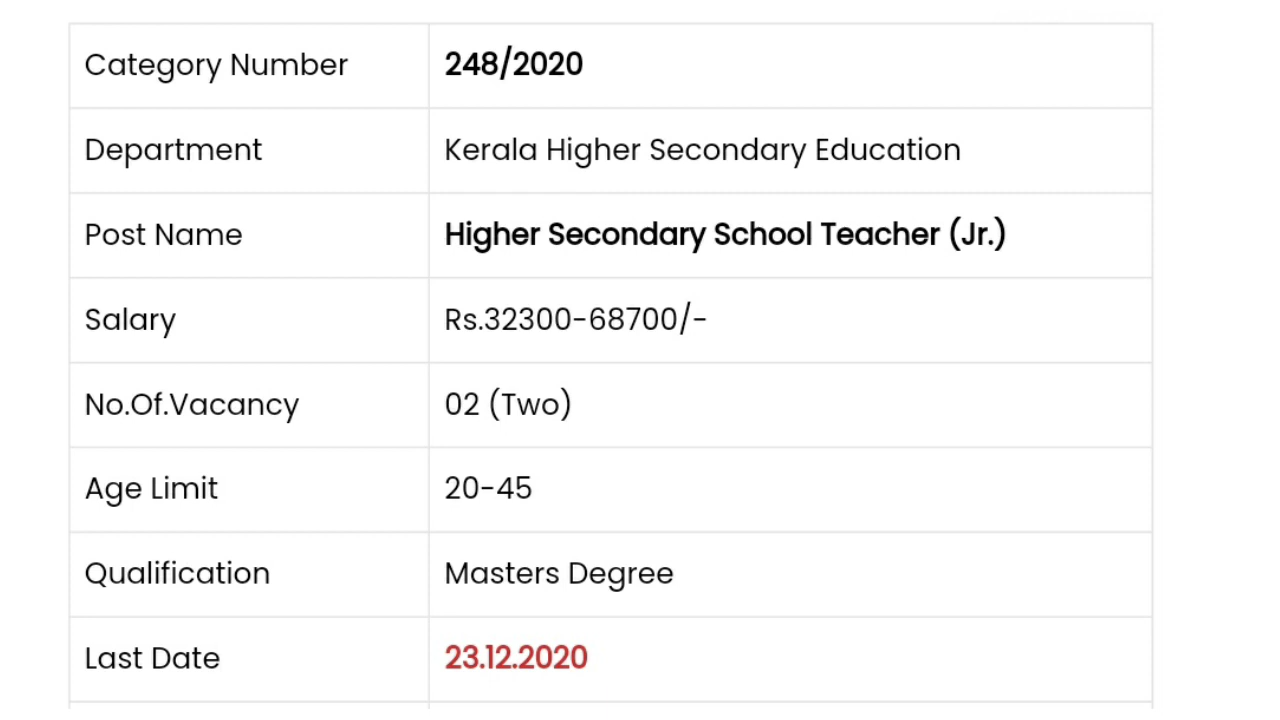 Category Number 248/2020
Department Kerala Higher Secondary Education
Post Name Higher Secondary School Teacher (Jr.)
Salary Rs.32300-68700/-
No.Of.Vacancy 02 (Two)
Age Limit 20-45
Qualification Masters Degree
Last Date 23.12.2020